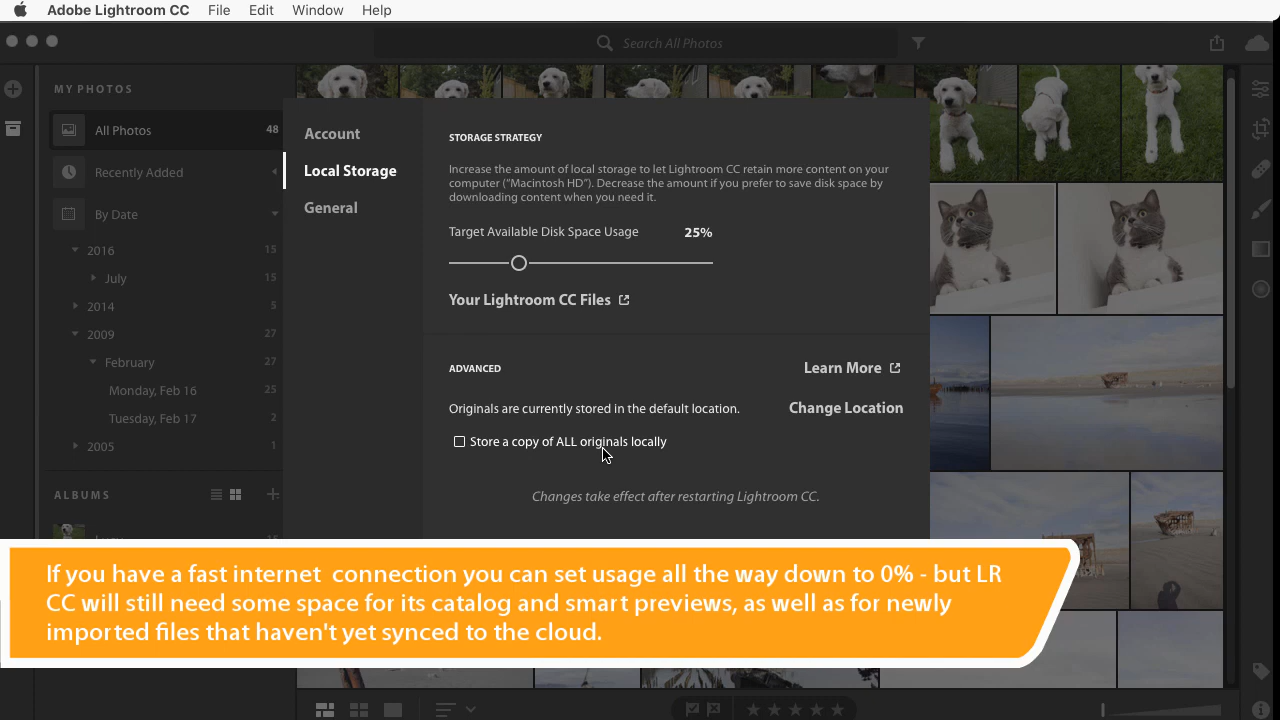 Adobe Lightroom CC File Edit Window Help
Search All Photos
MY PHOTOS
All Photos 48
Recently Added
By Date
2016 15
July 15
2014 5
2009 27
February 27
Monday, Feb 16 25
Tuesday, Feb 17 2
2005 1
ALBUMS
Account
Local Storage
General
STORAGE STRATEGY
Increase the amount of local storage to let Lightroom CC retain more content on your
computer ("Macintosh HD"). Decrease the amount if you prefer to save disk space by
downloading content when you need it.
Target Available Disk Space Usage 25%
Your Lightroom CC Files
ADVANCED Learn More
Originals are currently stored in the default location. Change Location
Store a copy of ALL originals locally
Changes take effect after restarting Lightroom CC.
If you have a fast internet  connection you can set usage all the way down to 0% - but LR
CC will still need some space for its catalog and smart previews, as well as for newly
imported files that haven't yet synced to the cloud.